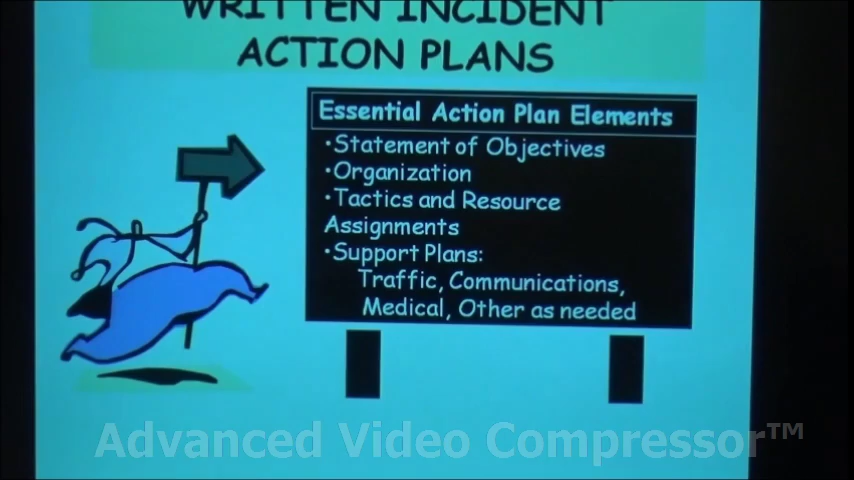 WRITTEN INCIDENT
ACTION PLANS
Essential Action Plan Elements
•Statement of Objectives
•Organization
•Tactics and Resource
Assignments
•Support Plans:
Traffic, Communications,
Medical, Other as needed
Advanced Video Compressor™